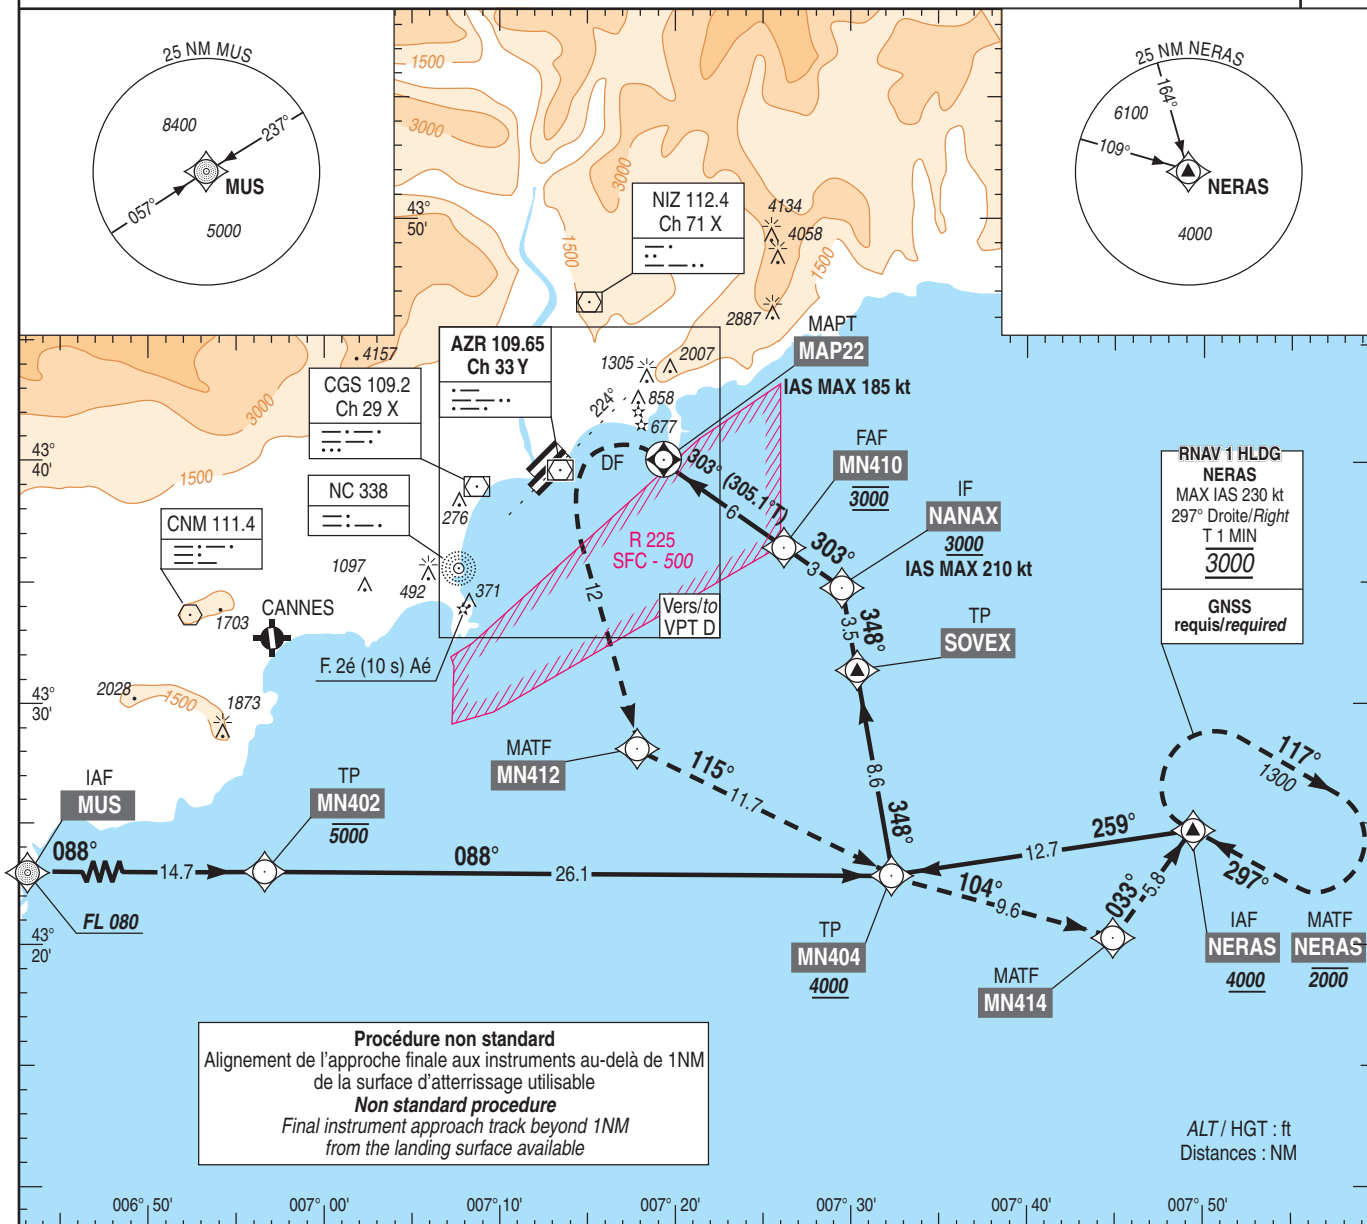 25 NM MUS
8400
237°
MUS
057°
5000
25 NM NERAS
164°
6100
109°
NERAS
4000
1500
3000
3000
1500
1500
43°
50'
NIZ 112.4
Ch 71 X
4134
4058
2887
4157
3000
1500
AZR 109.65
Ch 33 Y
CGS 109.2
Ch 29 X
1305
2007
858
677
224°
MAPT
MAP22
IAS MAX 185 kt
43°
40'
DF
303° (305.1°T)
6
FAF
MN410
3000
303°
3
IF
NANAX
3000
IAS MAX 210 kt
RNAV 1 HLDG
NERAS
MAX IAS 230 kt
297° Droite/Right
T 1 MIN
3000
GNSS
requis/required
NC 338
276
CNM 111.4
1097
492
371
1703
CANNES
R 225
SFC - 500
12
Vers/to
VPT D
3.5
348°
TP
SOVEX
F. 2é (10 s) Aé
43°
30'
2028
1500
1873
MATF
MN412
115°
11.7
8.6
348°
117°
1300
IAF
MUS
TP
MN402
5000
088°
14.7
088°
26.1
259°
12.7
297°
FL 080
104°
9.6
033°
5.8
43°
20'
TP
MN404
4000
MATF
MN414
IAF
NERAS
4000
MATF
NERAS
2000
Procédure non standard
Alignement de l'approche finale aux instruments au-delà de 1NM
de la surface d'atterrissage utilisable
Non standard procedure
Final instrument approach track beyond 1NM
from the landing surface available
ALT / HGT : ft
Distances : NM
006° 50'
007° 00'
007° 10'
007° 20'
007° 30'
007° 40'
007° 50'